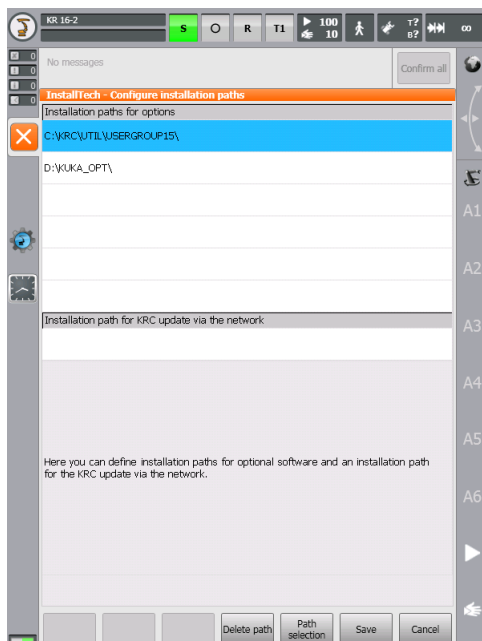 KR 16-2
S O R T1 100 T? ∞
10 B?
0
0
0
0
No messages
Confirm all
InstallTech - Configure installation paths
Installation paths for options
C:\KRC\UTIL\USERGROUP15\
D:\KUKA_OPT\
Installation path for KRC update via the network
Here you can define installation paths for optional software and an installation path
for the KRC update via the network.
A1
A2
A3
A4
A5
A6
Delete path
Path
selection
Save
Cancel